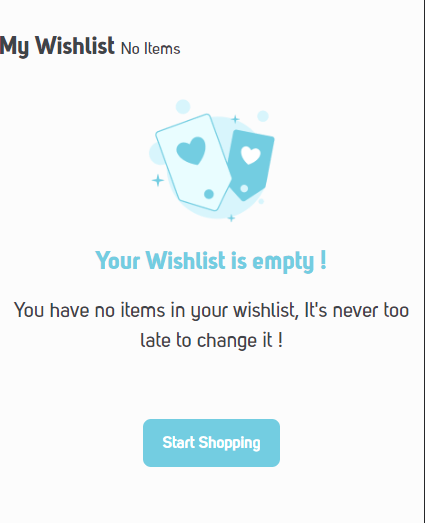 My Wishlist No Items
Your Wishlist is empty !
You have no items in your wishlist, It's never too
late to change it !
Start Shopping